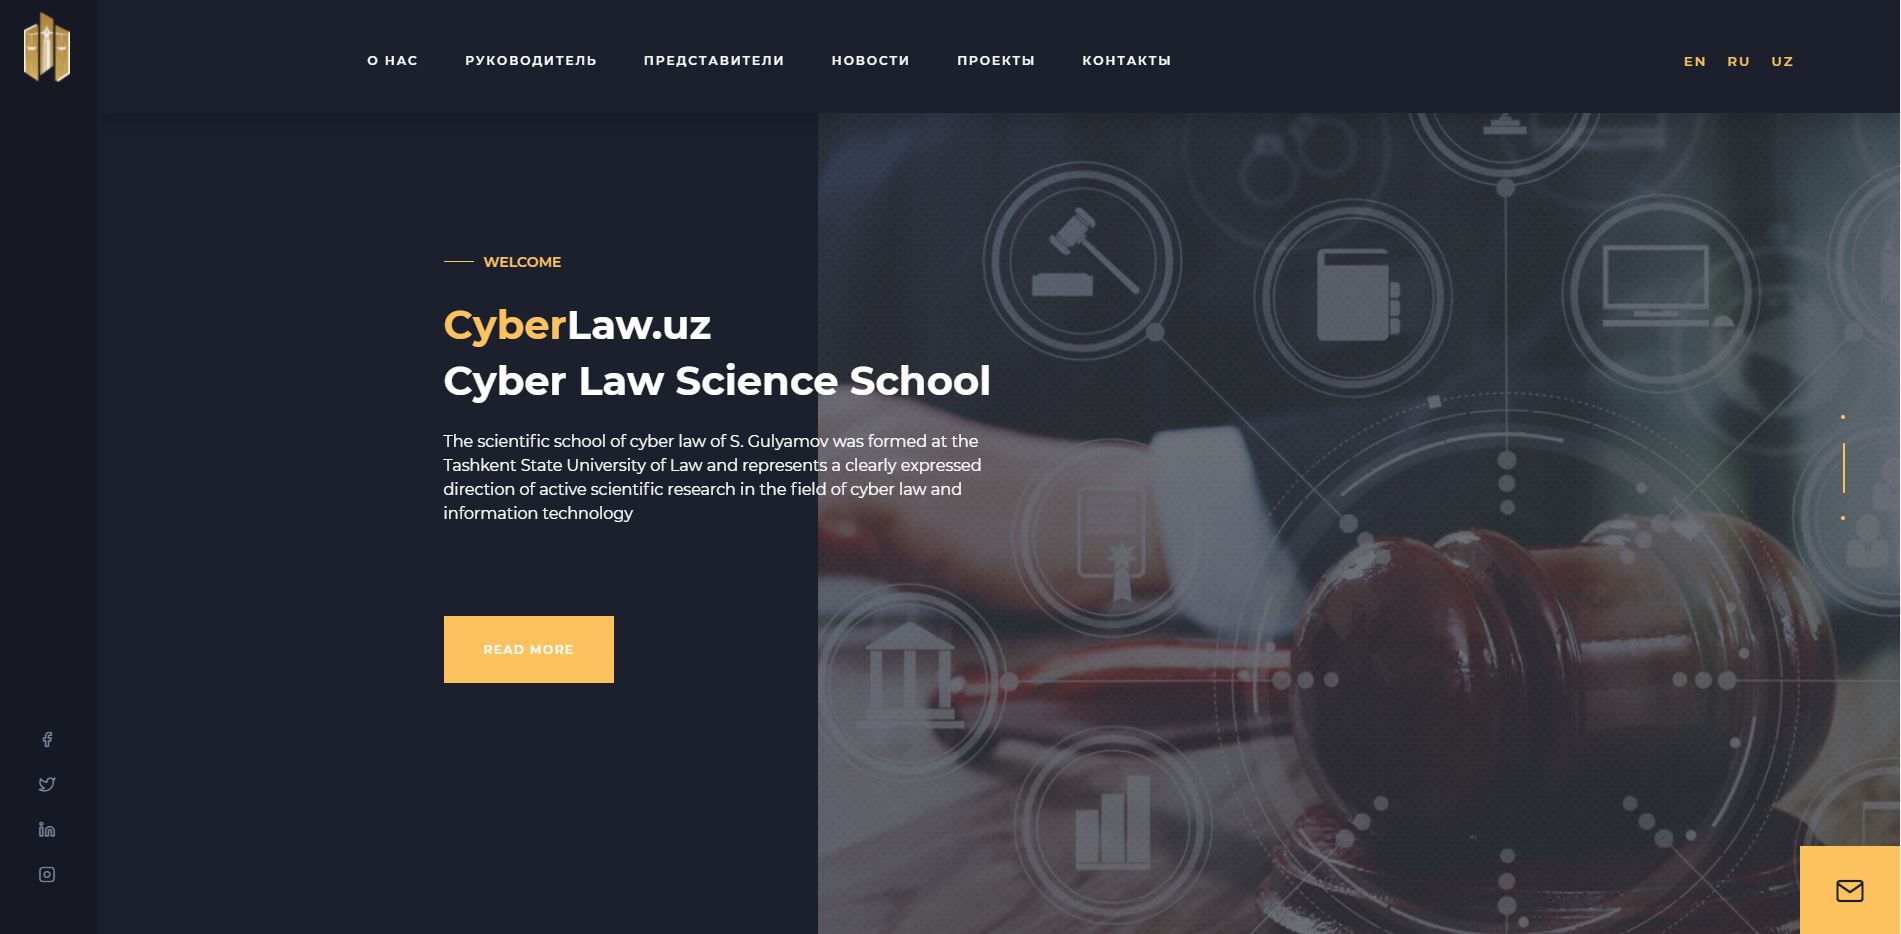 О НАС
РУКОВОДИТЕЛЬ
ПРЕДСТАВИТЕЛИ
НОВОСТИ
ПРОЕКТЫ
КОНТАКТЫ
EN
RU
UZ
WELCOME
CyberLaw.uz
Cyber Law Science School
The scientific school of cyber law of S. Gulyamov was formed at the
Tashkent State University of Law and represents a clearly expressed
direction of active scientific research in the field of cyber law and
information technology
READ MORE